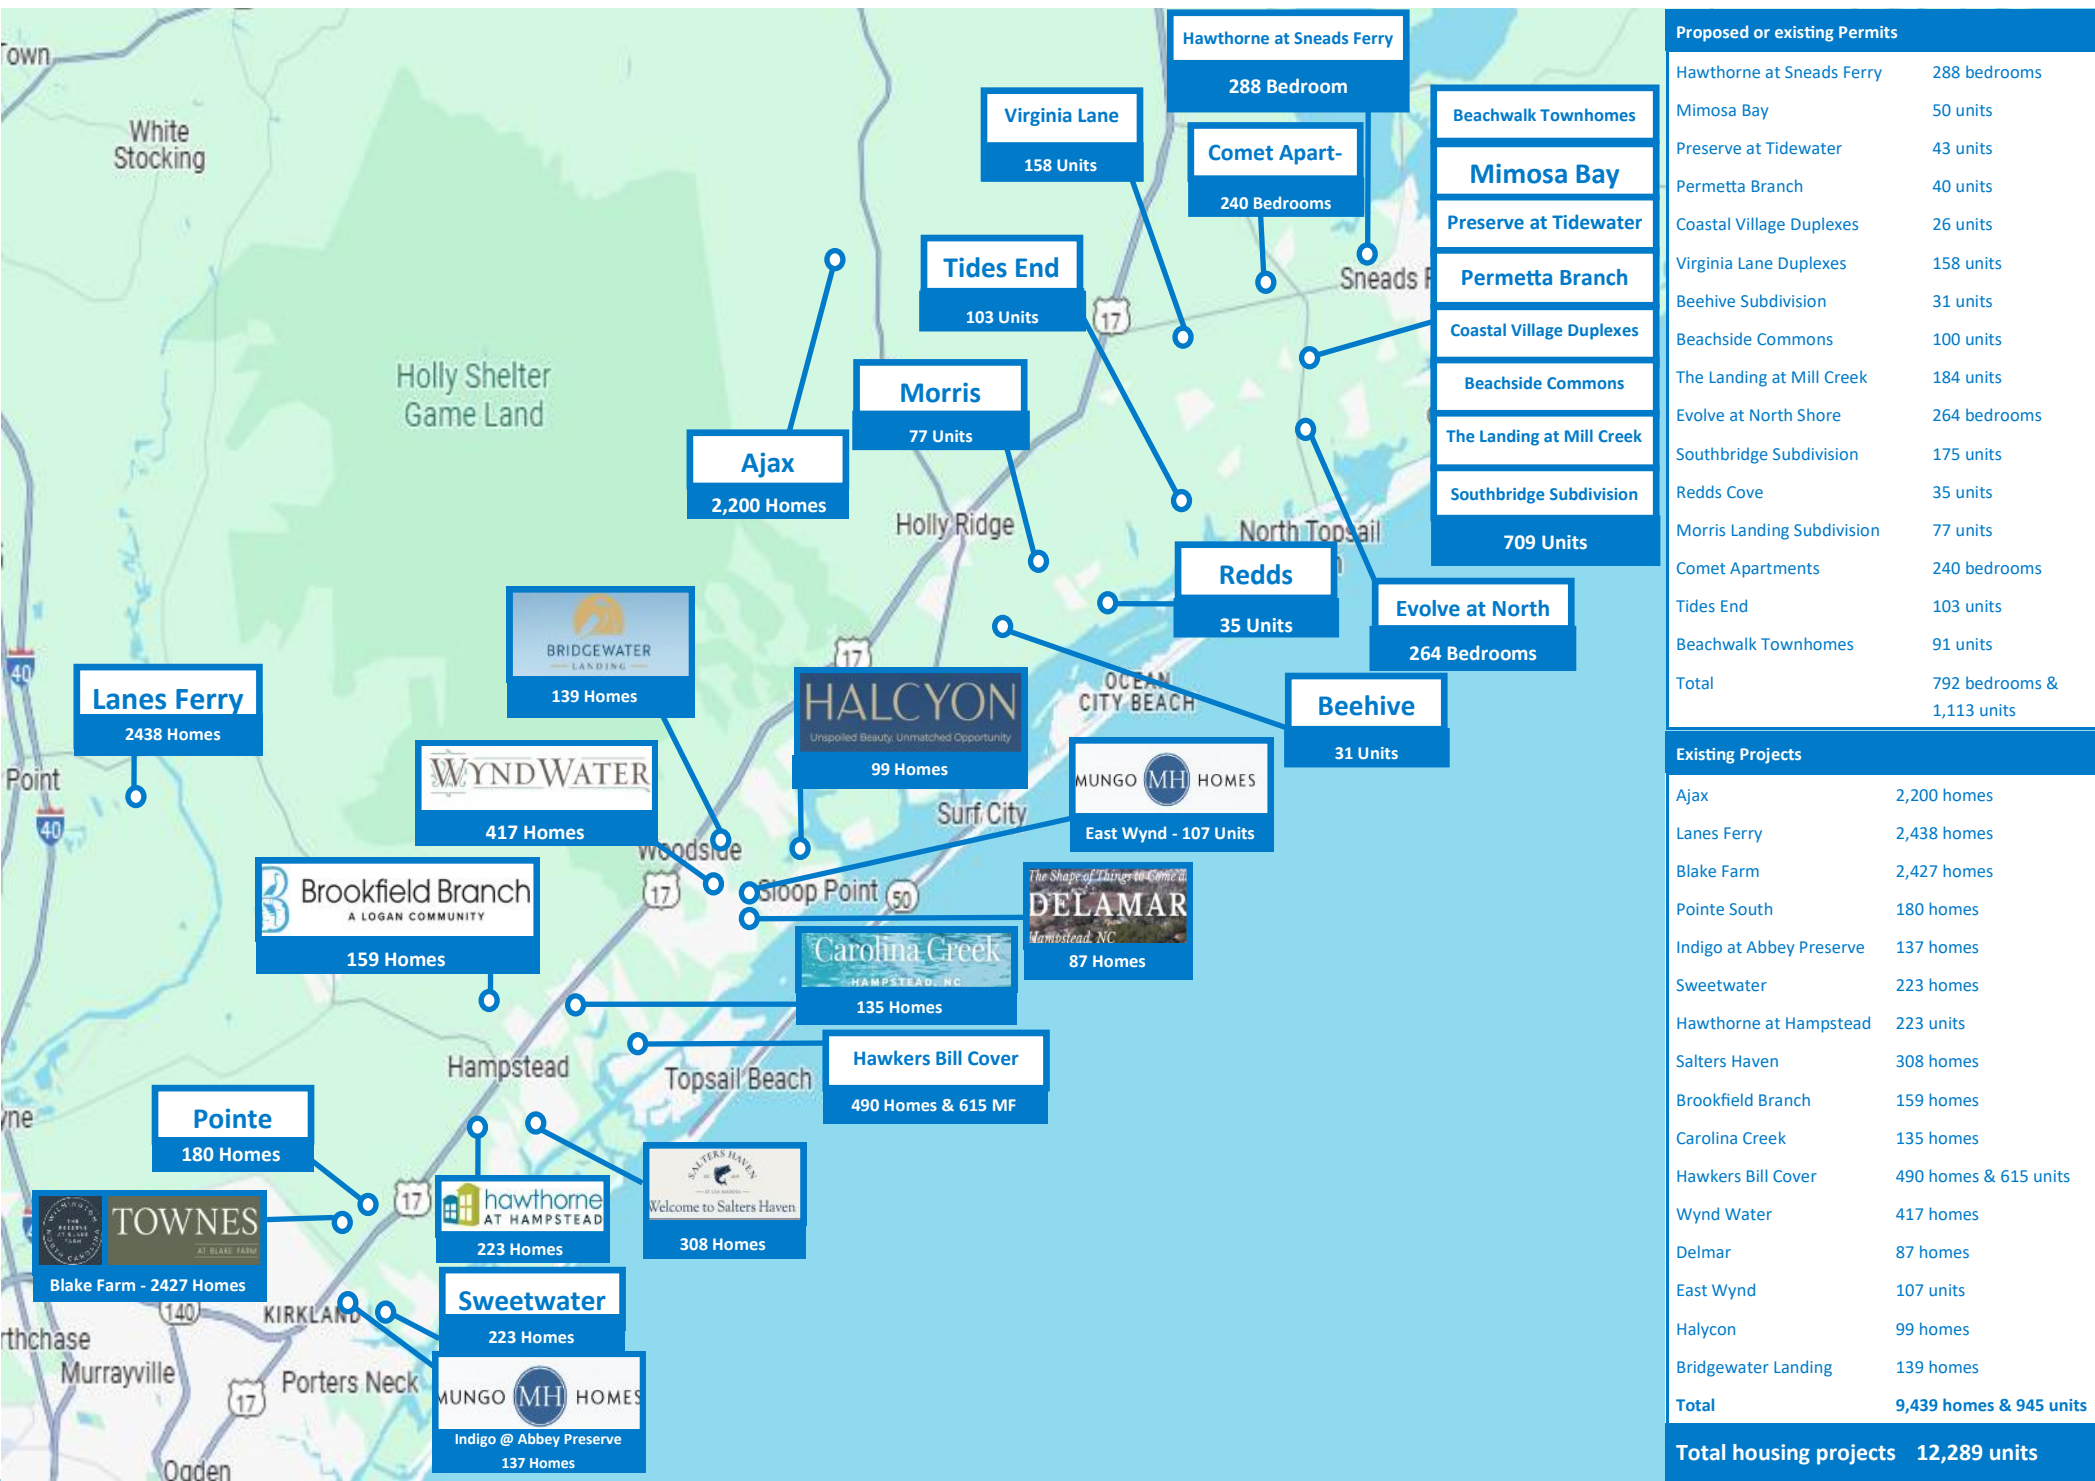 Town
White
Stocking
Holly Shelter
Game Land
Hawthorne at Sneads Ferry
288 Bedroom
Virginia Lane
158 Units
Comet Apart-
240 Bedrooms
Tides End
103 Units
17
Sneads F
Beachwalk Townhomes
Mimosa Bay
Preserve at Tidewater
Permetta Branch
Coastal Village Duplexes
Beachside Commons
The Landing at Mill Creek
Southbridge Subdivision
709 Units
Morris
77 Units
Ajax
2,200 Homes
Holly Ridge
North Topsail
Redds
35 Units
Evolve at North
264 Bedrooms
Beehive
31 Units
BRIDGEWATER
LANDING
139 Homes
17
40
Lanes Ferry
2438 Homes
Point
40
HALCYON
Unspoiled Beauty, Unmatched Opportunity
99 Homes
OCEAN
CITY BEACH
WYNDWATER
417 Homes
MUNGO MH HOMES
East Wynd - 107 Units
Surf City
Woodside
17
Sloop Point
50
The Shape of Things to Come at
DELAMAR
Hampstead, NC
87 Homes
Brookfield Branch
A LOGAN COMMUNITY
159 Homes
Carolina Creek
HAMPSTEAD, NC
135 Homes
Hawkers Bill Cover
490 Homes & 615 MF
Hampstead
Topsail Beach
yne
Pointe
180 Homes
17
TOWNES
AT BLAKE FARM
WILMINGTON
THE
RESERVE
AT BLAKE
FARM
NORTH CAROLINA
Blake Farm - 2427 Homes
hawthorne
AT HAMPSTEAD
223 Homes
SALTERS HAVEN
Welcome to Salters Haven
308 Homes
140
KIRKLAND
Sweetwater
223 Homes
rthchase
Murrayville
17
Porters Neck
MUNGO MH HOMES
Indigo @ Abbey Preserve
137 Homes
Ogden
Proposed or existing Permits
Hawthorne at Sneads Ferry 288 bedrooms
Mimosa Bay 50 units
Preserve at Tidewater 43 units
Permetta Branch 40 units
Coastal Village Duplexes 26 units
Virginia Lane Duplexes 158 units
Beehive Subdivision 31 units
Beachside Commons 100 units
The Landing at Mill Creek 184 units
Evolve at North Shore 264 bedrooms
Southbridge Subdivision 175 units
Redds Cove 35 units
Morris Landing Subdivision 77 units
Comet Apartments 240 bedrooms
Tides End 103 units
Beachwalk Townhomes 91 units
Total 792 bedrooms &
1,113 units
Existing Projects
Ajax 2,200 homes
Lanes Ferry 2,438 homes
Blake Farm 2,427 homes
Pointe South 180 homes
Indigo at Abbey Preserve 137 homes
Sweetwater 223 homes
Hawthorne at Hampstead 223 units
Salters Haven 308 homes
Brookfield Branch 159 homes
Carolina Creek 135 homes
Hawkers Bill Cover 490 homes & 615 units
Wynd Water 417 homes
Delmar 87 homes
East Wynd 107 units
Halycon 99 homes
Bridgewater Landing 139 homes
Total 9,439 homes & 945 units
Total housing projects 12,289 units